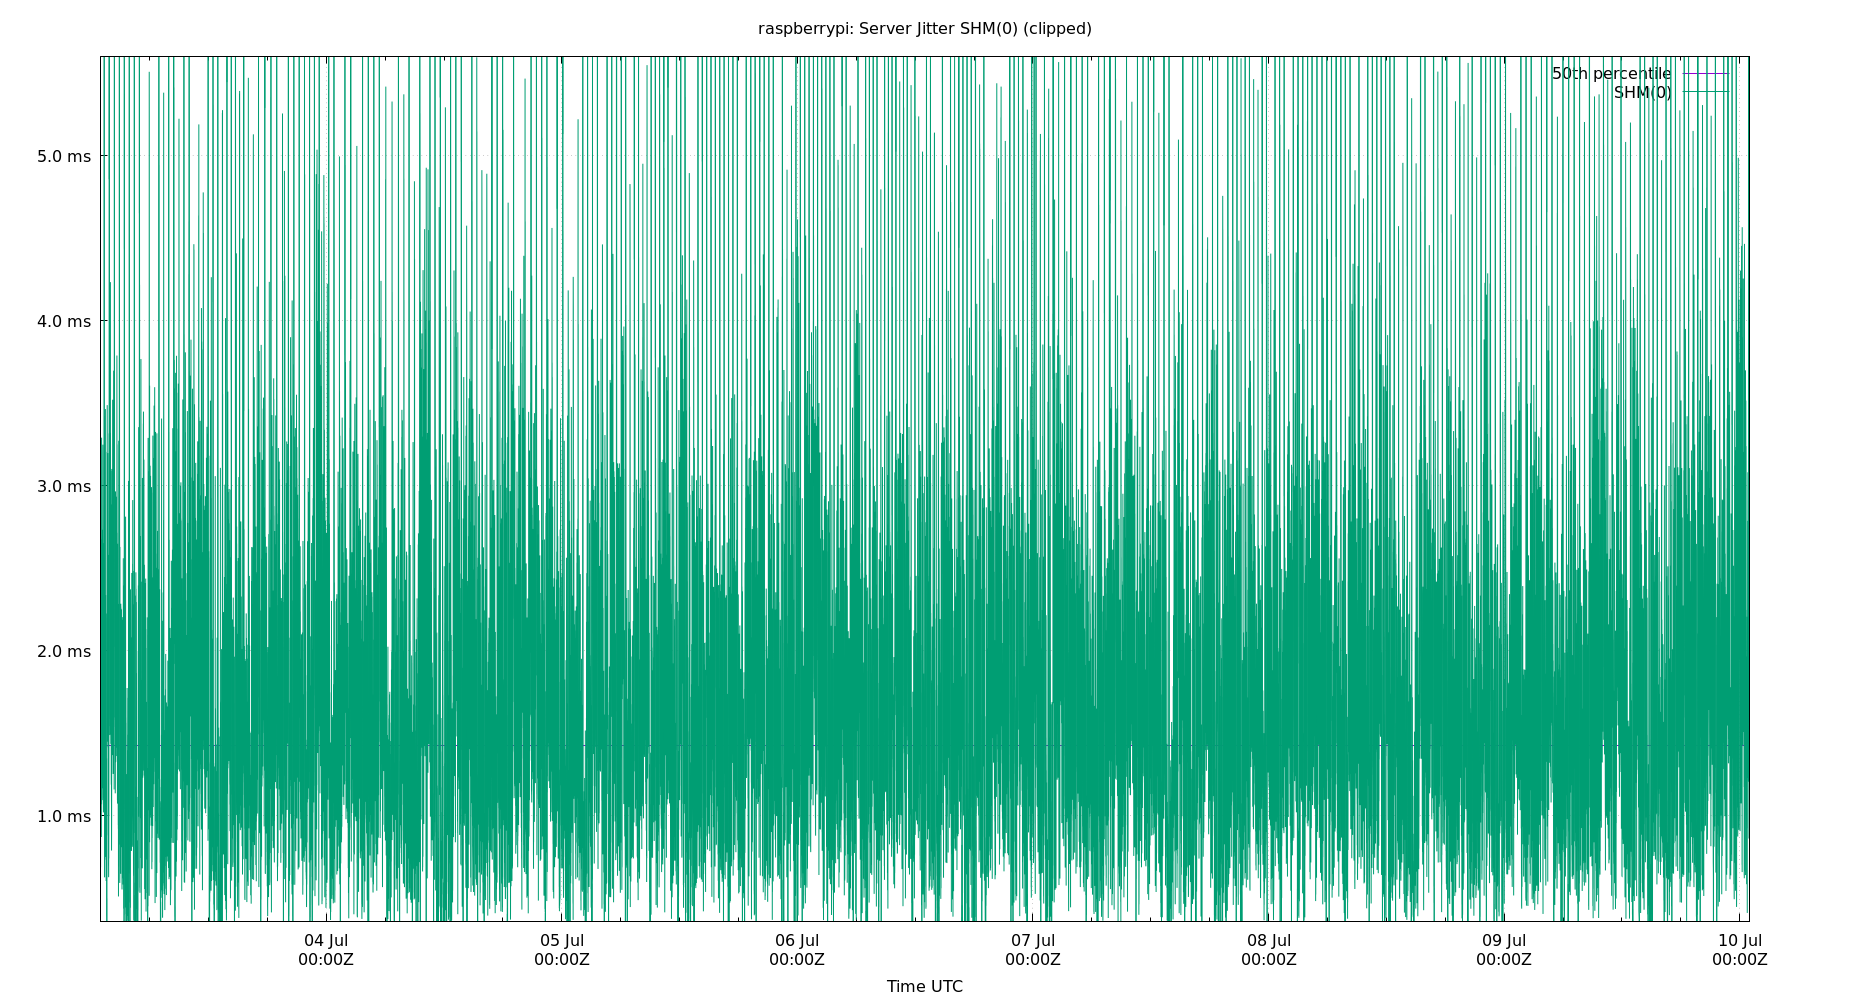 raspberrypi: Server Jitter SHM(0) (clipped)
50th percentile
SHM(0)
5.0 ms
4.0 ms
3.0 ms
2.0 ms
1.0 ms
04 Jul 05 Jul 06 Jul 07 Jul 08 Jul 09 Jul 10 Jul
00:00Z 00:00Z 00:00Z 00:00Z 00:00Z 00:00Z 00:00Z
Time UTC